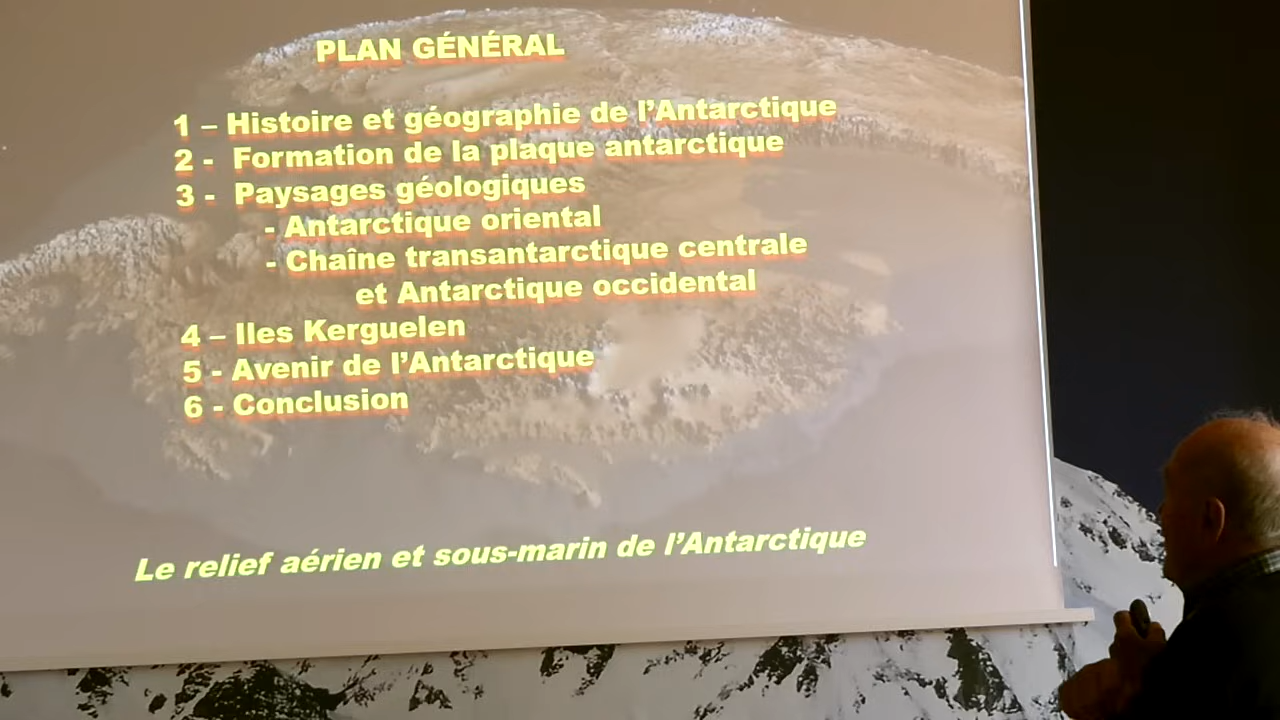 PLAN GÉNÉRAL
1 – Histoire et géographie de l'Antarctique
2 - Formation de la plaque antarctique
3 - Paysages géologiques
- Antarctique oriental
- Chaîne transantarctique centrale
et Antarctique occidental
4 – Iles Kerguelen
5 - Avenir de l'Antarctique
6 - Conclusion
Le relief aérien et sous-marin de l'Antarctique